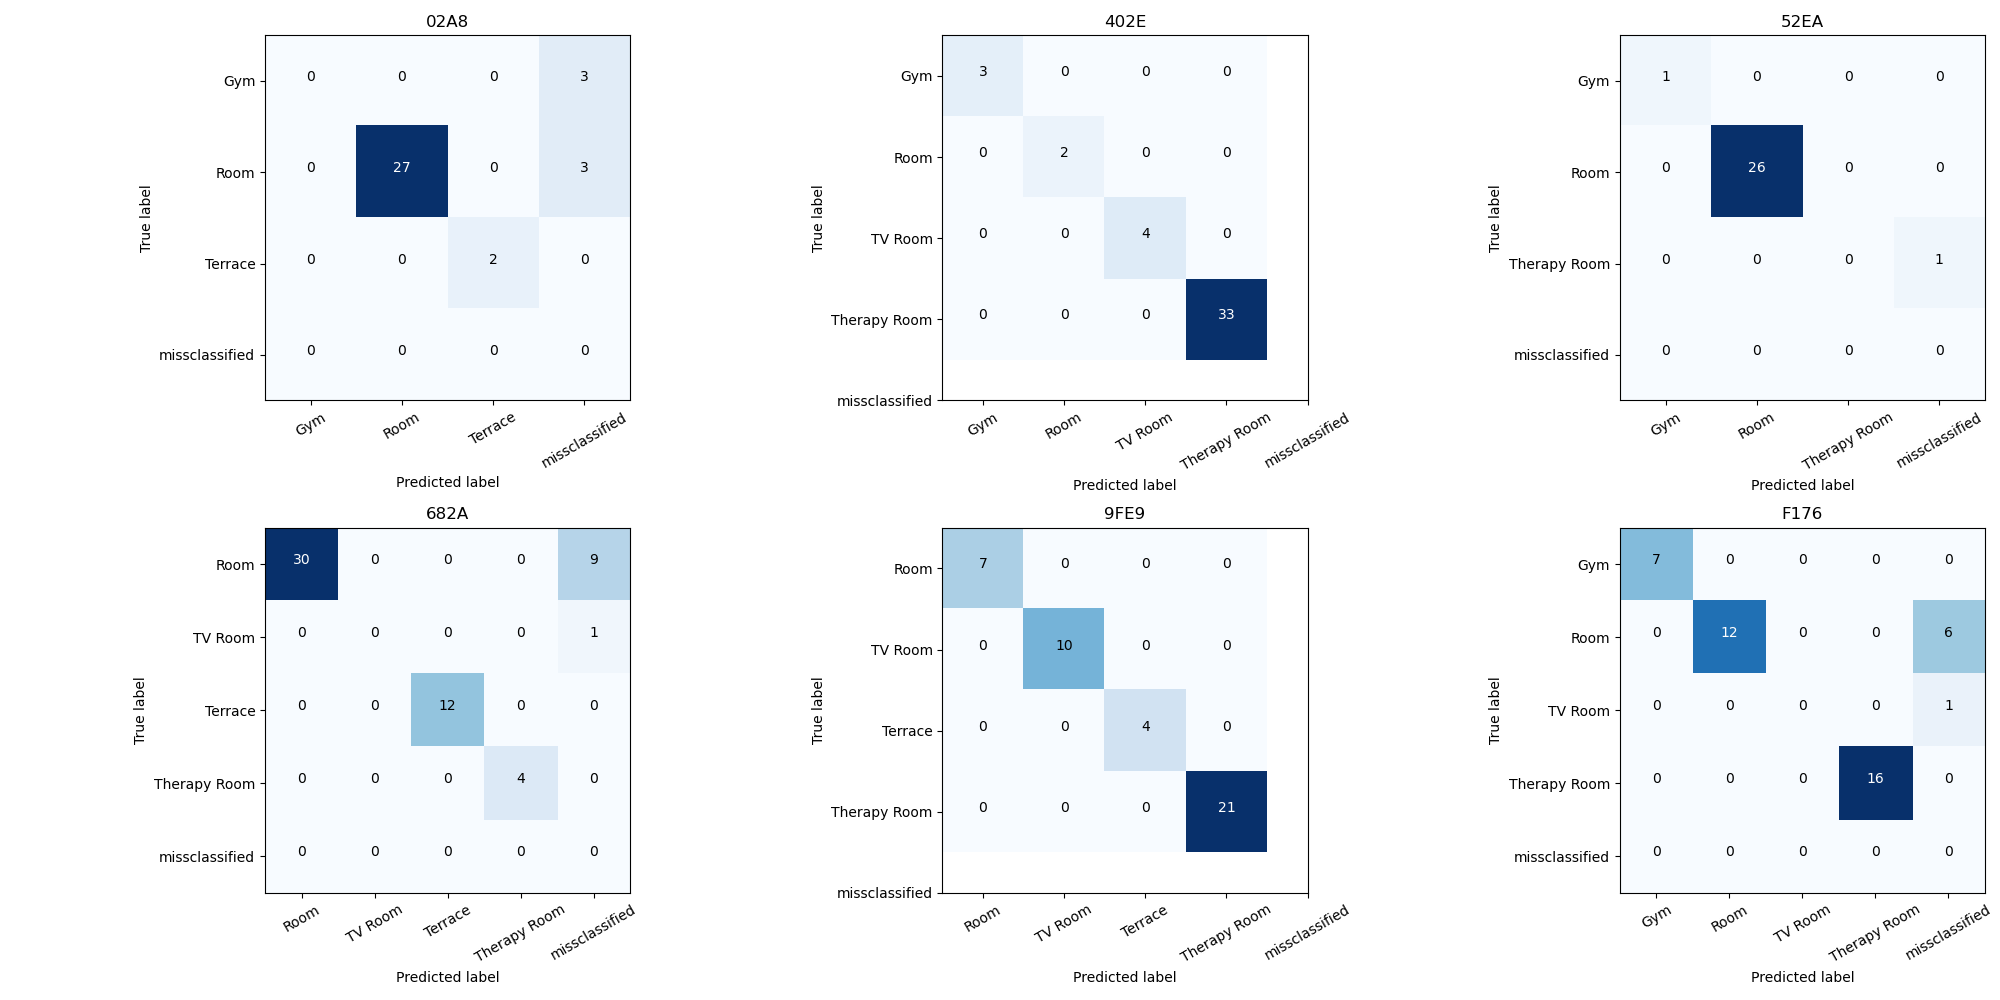 02A8
True label
Gym 0 0 0 3
Room 0 27 0 3
Terrace 0 0 2 0
missclassified 0 0 0 0
Gym Room Terrace missclassified
Predicted label
402E
True label
Gym 3 0 0 0
Room 0 2 0 0
TV Room 0 0 4 0
Therapy Room 0 0 0 33
missclassified
Gym Room TV Room Therapy Room missclassified
Predicted label
52EA
True label
Gym 1 0 0 0
Room 0 26 0 0
Therapy Room 0 0 0 1
missclassified 0 0 0 0
Gym Room Therapy Room missclassified
Predicted label
682A
True label
Room 30 0 0 0 9
TV Room 0 0 0 0 1
Terrace 0 0 12 0 0
Therapy Room 0 0 0 4 0
missclassified 0 0 0 0 0
Room TV Room Terrace Therapy Room missclassified
Predicted label
9FE9
True label
Room 7 0 0 0
TV Room 0 10 0 0
Terrace 0 0 4 0
Therapy Room 0 0 0 21
missclassified
Room TV Room Terrace Therapy Room missclassified
Predicted label
F176
True label
Gym 7 0 0 0 0
Room 0 12 0 0 6
TV Room 0 0 0 0 1
Therapy Room 0 0 0 16 0
missclassified 0 0 0 0 0
Gym Room TV Room Therapy Room missclassified
Predicted label